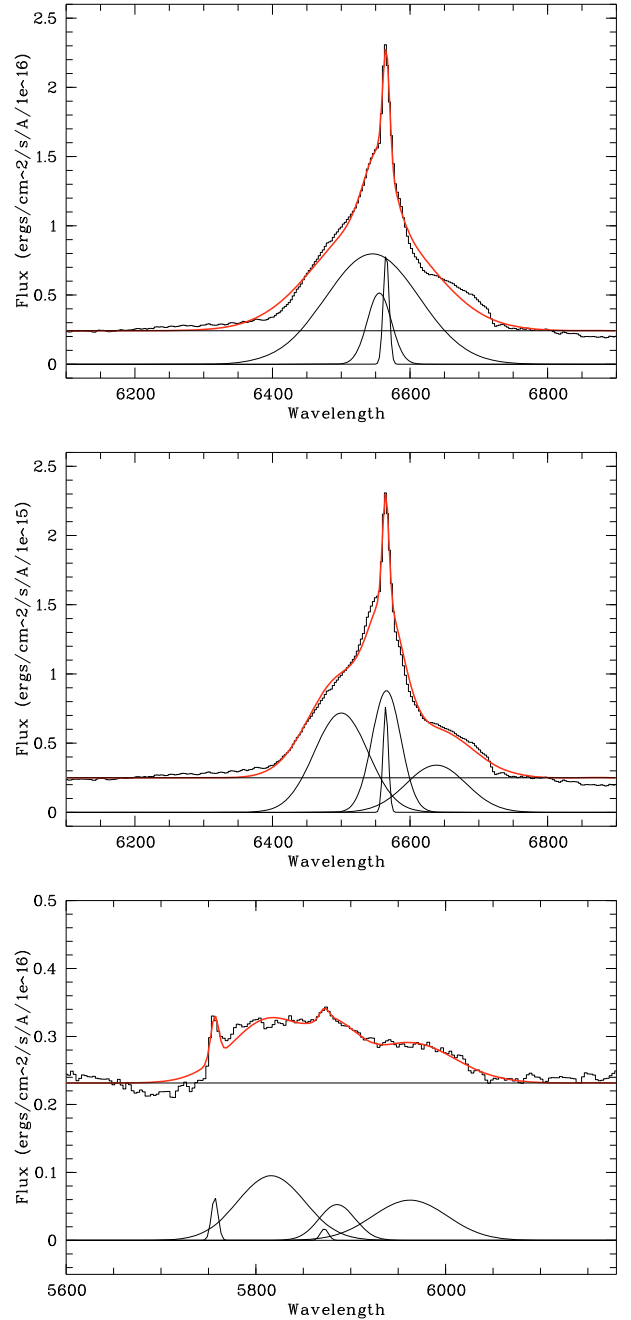 2.5
2
1.5
1
0.5
0
Flux (ergs/cm^2/s/A/1e-16)
6200 6400 6600 6800
Wavelength
2.5
2
1.5
1
0.5
0
Flux (ergs/cm^2/s/A/1e-15)
6200 6400 6600 6800
Wavelength
0.5
0.4
0.3
0.2
0.1
0
Flux (ergs/cm^2/s/A/1e-16)
5600 5800 6000
Wavelength